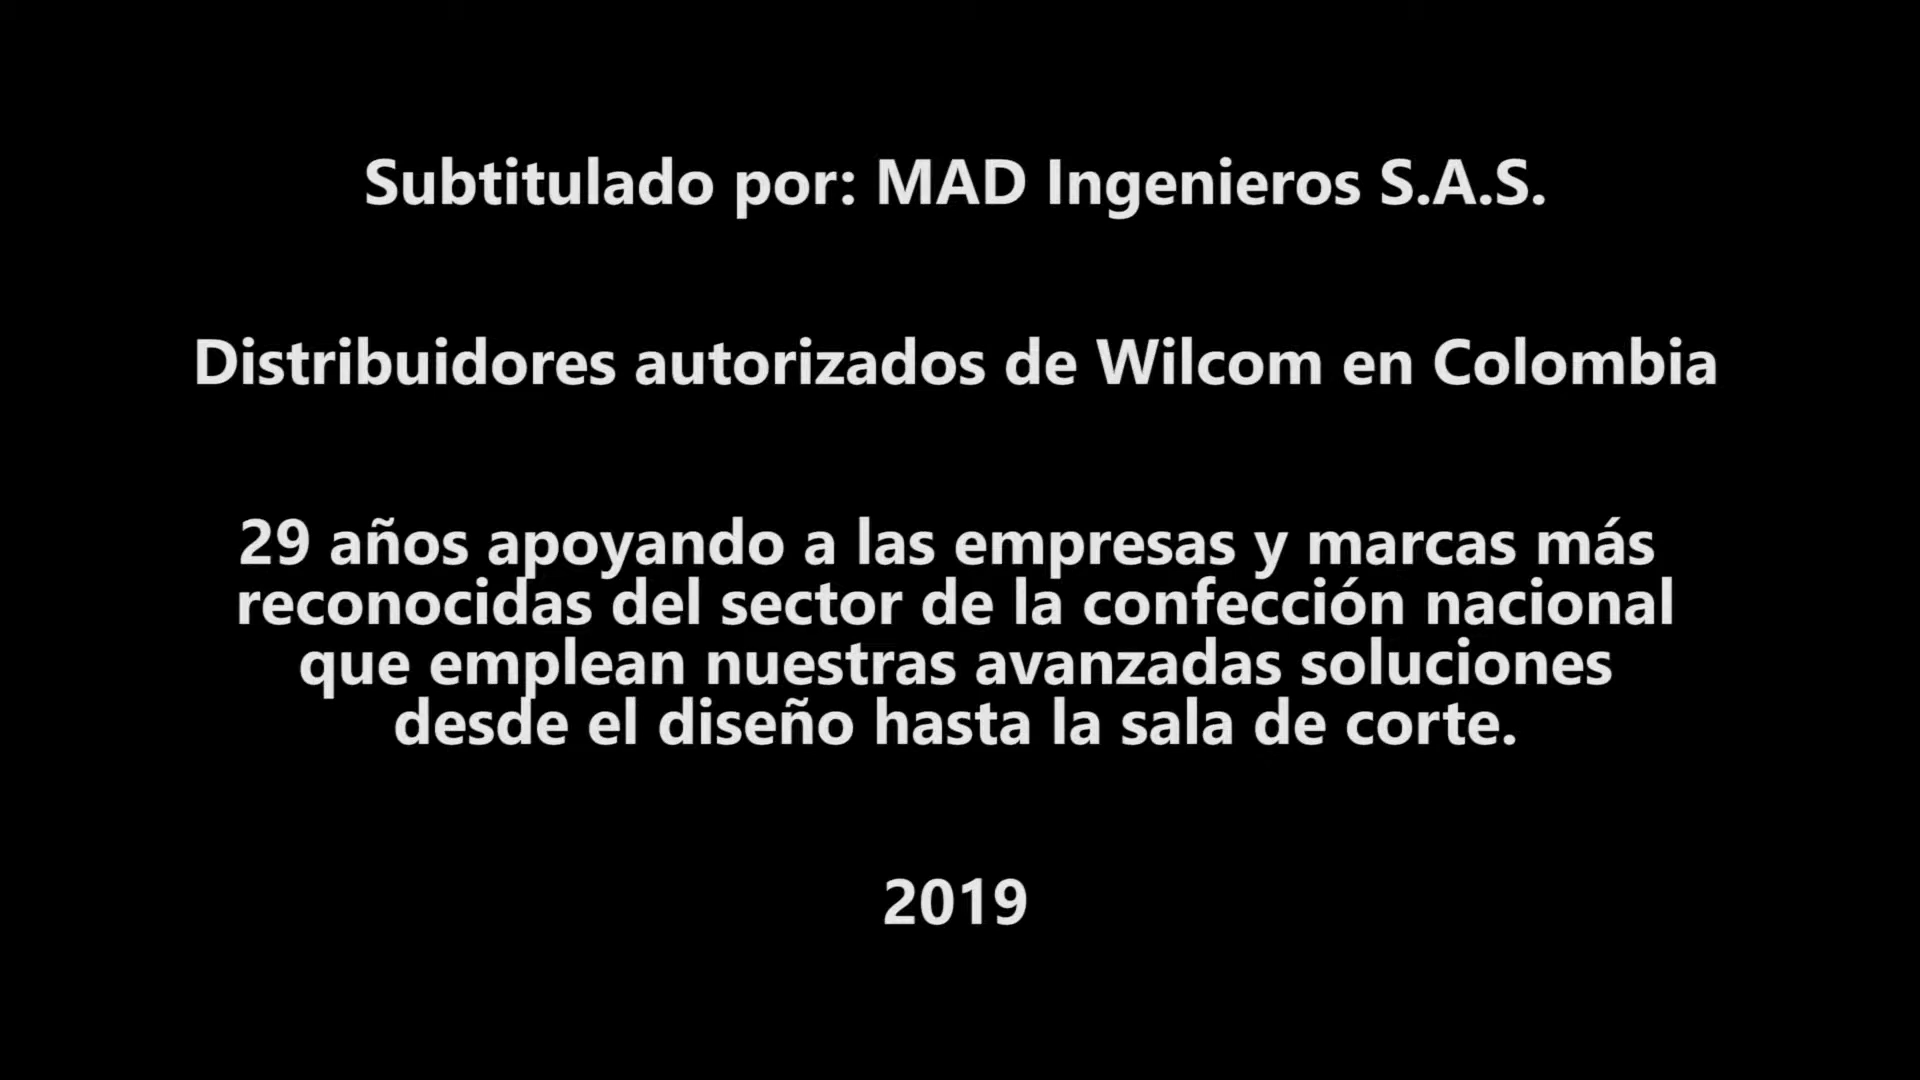 Subtitulado por: MAD Ingenieros S.A.S.
Distribuidores autorizados de Wilcom en Colombia
29 años apoyando a las empresas y marcas más
reconocidas del sector de la confección nacional
que emplean nuestras avanzadas soluciones
desde el diseño hasta la sala de corte.
2019